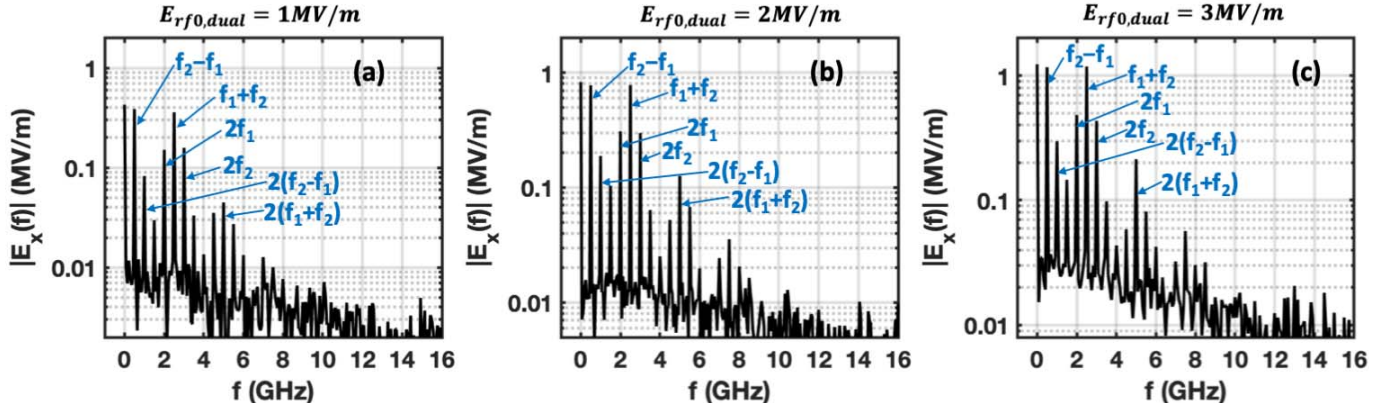 E_{rf0,dual} = 1MV/m
(a)
f₂−f₁
f₁+f₂
2f₁
2f₂
2(f₂-f₁)
2(f₁+f₂)
1
0.1
0.01
|Eₓ(f)| (MV/m)
0 2 4 6 8 10 12 14 16
f (GHz)
E_{rf0,dual} = 2MV/m
(b)
f₂−f₁
f₁+f₂
2f₁
2f₂
2(f₂-f₁)
2(f₁+f₂)
1
0.1
0.01
|Eₓ(f)| (MV/m)
0 2 4 6 8 10 12 14 16
f (GHz)
E_{rf0,dual} = 3MV/m
(c)
f₂−f₁
f₁+f₂
2f₁
2f₂
2(f₂-f₁)
2(f₁+f₂)
1
0.1
0.01
|Eₓ(f)| (MV/m)
0 2 4 6 8 10 12 14 16
f (GHz)